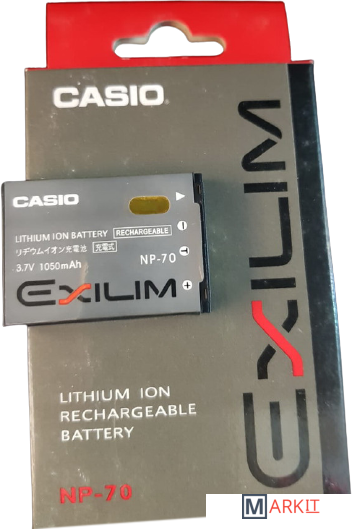 CASIO®
EXILIM
CASIO
LITHIUM ION BATTERY RECHARGEABLE
リチウムイオン充電池 充電式
3.7V 1050mAh
NP-70
EXILIM
LITHIUM ION
RECHARGEABLE
BATTERY
NP-70
MARKIT